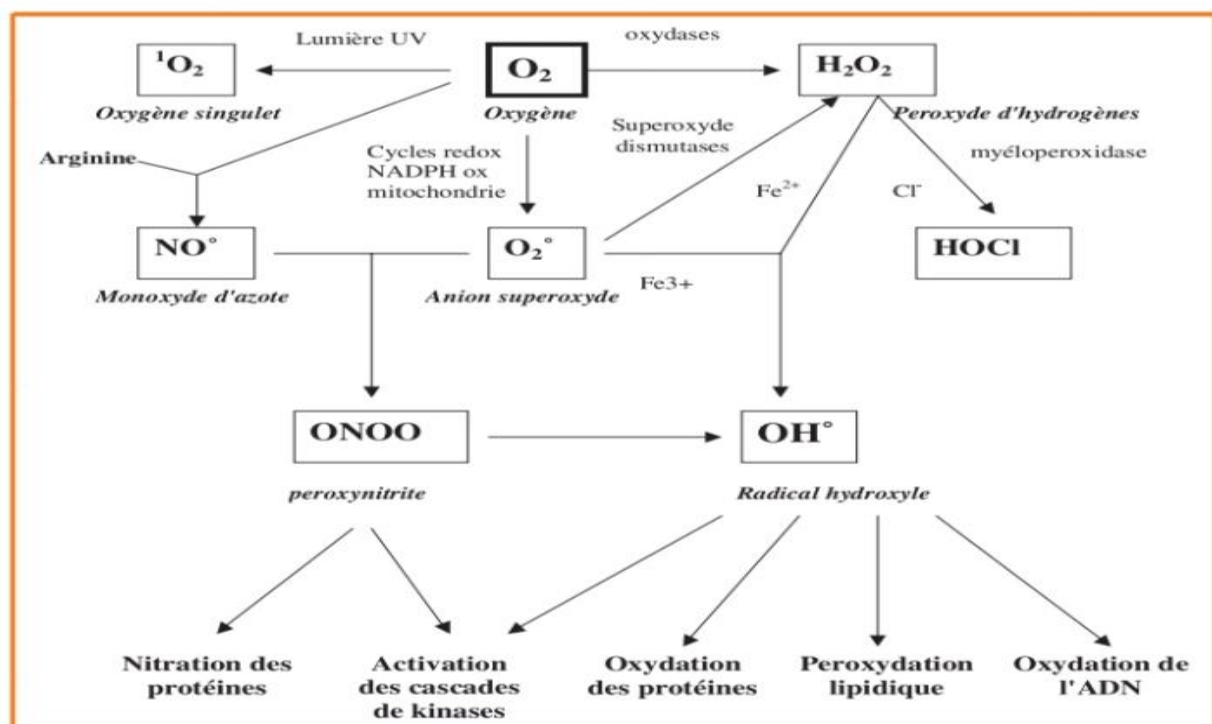 Lumière UV
oxydases
¹O₂
O₂
H₂O₂
Oxygène singulet
Oxygène
Peroxyde d'hydrogènes
Arginine
Cycles redox
NADPH ox
mitochondrie
Superoxyde
dismutases
myéloperoxidase
Fe²⁺
Cl⁻
NO°
O₂°
HOCl
Monoxyde d'azote
Anion superoxyde
Fe3+
ONOO
OH°
peroxynitrite
Radical hydroxyle
Nitration des
protéines
Activation
des cascades
de kinases
Oxydation
des protéines
Peroxydation
lipidique
Oxydation de
l'ADN